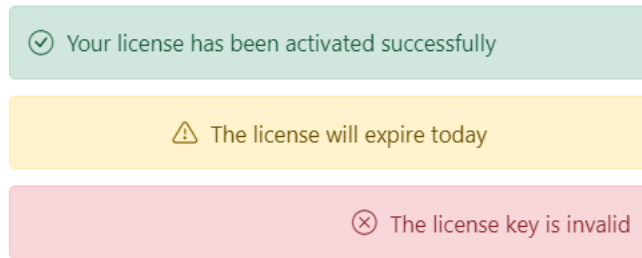 Your license has been activated successfully
The license will expire today
The license key is invalid